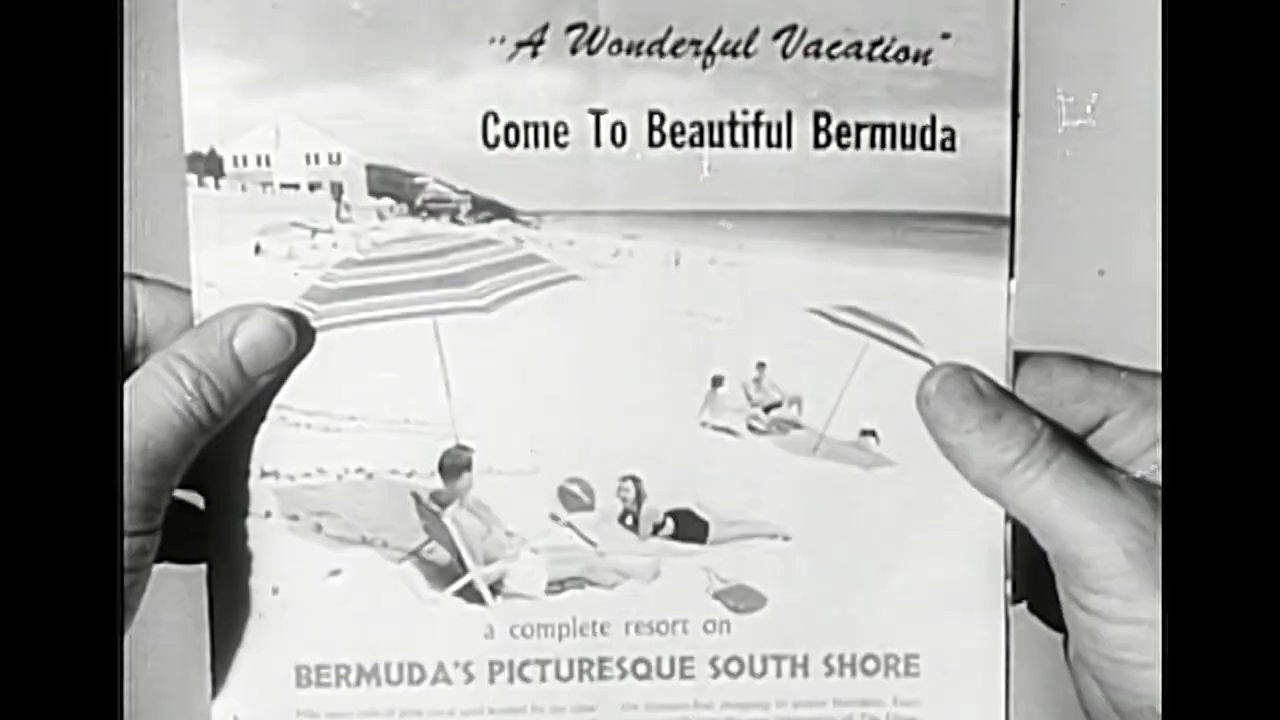 "A Wonderful Vacation"
Come To Beautiful Bermuda
a complete resort on
BERMUDA'S PICTURESQUE SOUTH SHORE